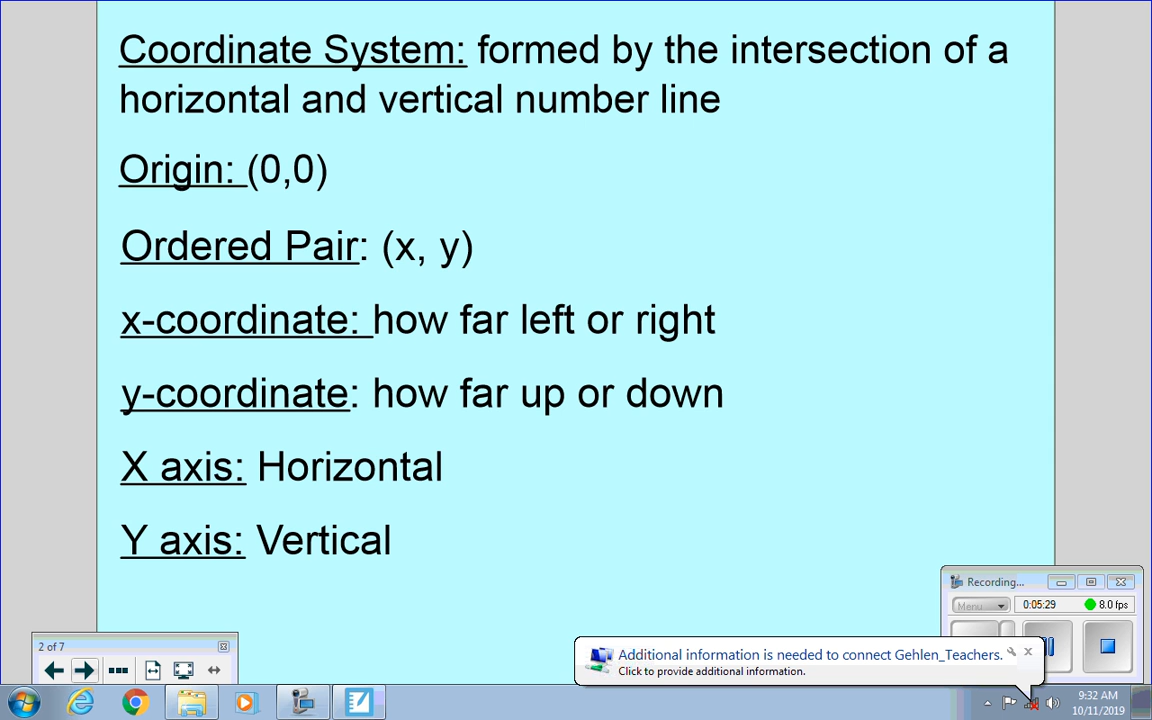 Coordinate System: formed by the intersection of a
horizontal and vertical number line
Origin: (0,0)
Ordered Pair: (x, y)
x-coordinate: how far left or right
y-coordinate: how far up or down
X axis: Horizontal
Y axis: Vertical
Recording...
Menu
0:05:29
8.0 fps
2 of 7
Additional information is needed to connect Gehlen_Teachers.
Click to provide additional information.
9:32 AM
10/11/2019